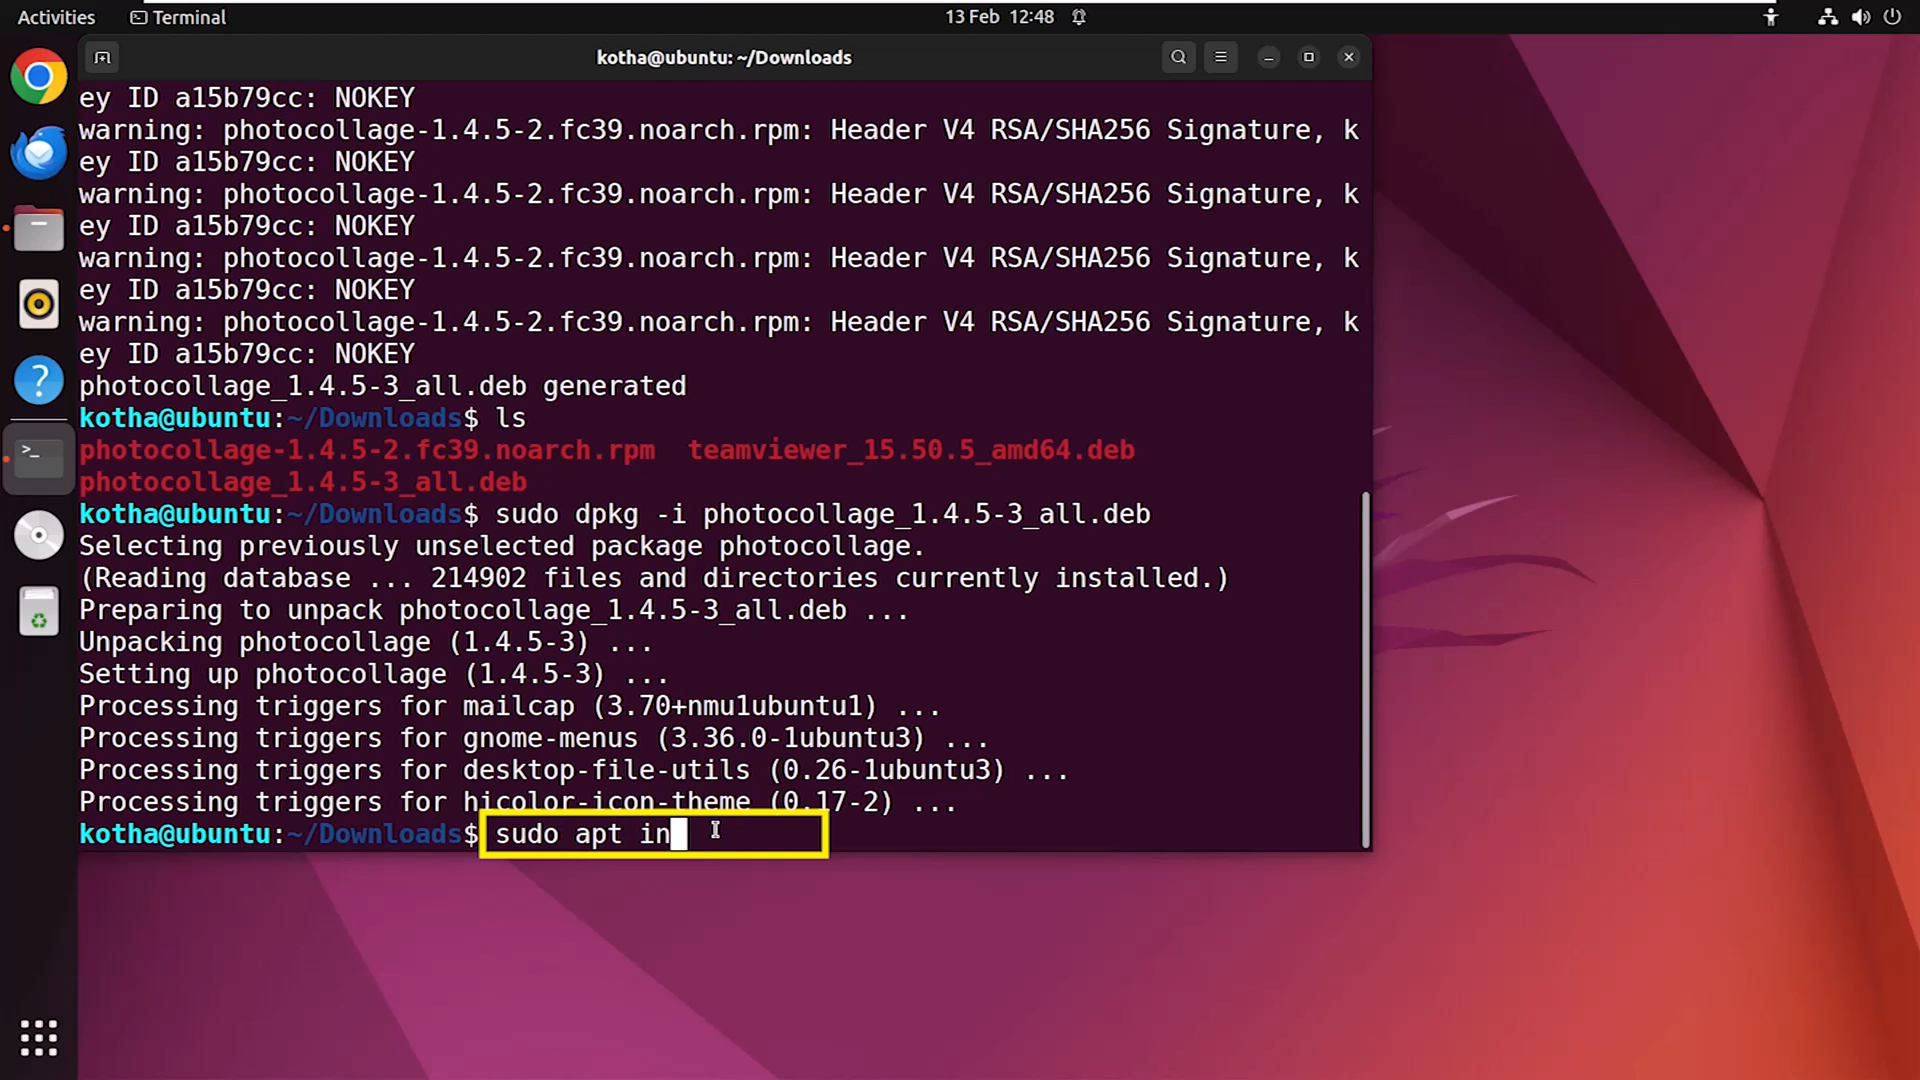 Activities
Terminal
13 Feb 12:48
kotha@ubuntu: ~/Downloads
ey ID a15b79cc: NOKEY
warning: photocollage-1.4.5-2.fc39.noarch.rpm: Header V4 RSA/SHA256 Signature, k
ey ID a15b79cc: NOKEY
warning: photocollage-1.4.5-2.fc39.noarch.rpm: Header V4 RSA/SHA256 Signature, k
ey ID a15b79cc: NOKEY
warning: photocollage-1.4.5-2.fc39.noarch.rpm: Header V4 RSA/SHA256 Signature, k
ey ID a15b79cc: NOKEY
warning: photocollage-1.4.5-2.fc39.noarch.rpm: Header V4 RSA/SHA256 Signature, k
ey ID a15b79cc: NOKEY
photocollage_1.4.5-3_all.deb generated
kotha@ubuntu:~/Downloads$ ls
photocollage-1.4.5-2.fc39.noarch.rpm  teamviewer_15.50.5_amd64.deb
photocollage_1.4.5-3_all.deb
kotha@ubuntu:~/Downloads$ sudo dpkg -i photocollage_1.4.5-3_all.deb
Selecting previously unselected package photocollage.
(Reading database ... 214902 files and directories currently installed.)
Preparing to unpack photocollage_1.4.5-3_all.deb ...
Unpacking photocollage (1.4.5-3) ...
Setting up photocollage (1.4.5-3) ...
Processing triggers for mailcap (3.70+nmu1ubuntu1) ...
Processing triggers for gnome-menus (3.36.0-1ubuntu3) ...
Processing triggers for desktop-file-utils (0.26-1ubuntu3) ...
Processing triggers for hicolor-icon-theme (0.17-2) ...
kotha@ubuntu:~/Downloads$ sudo apt in